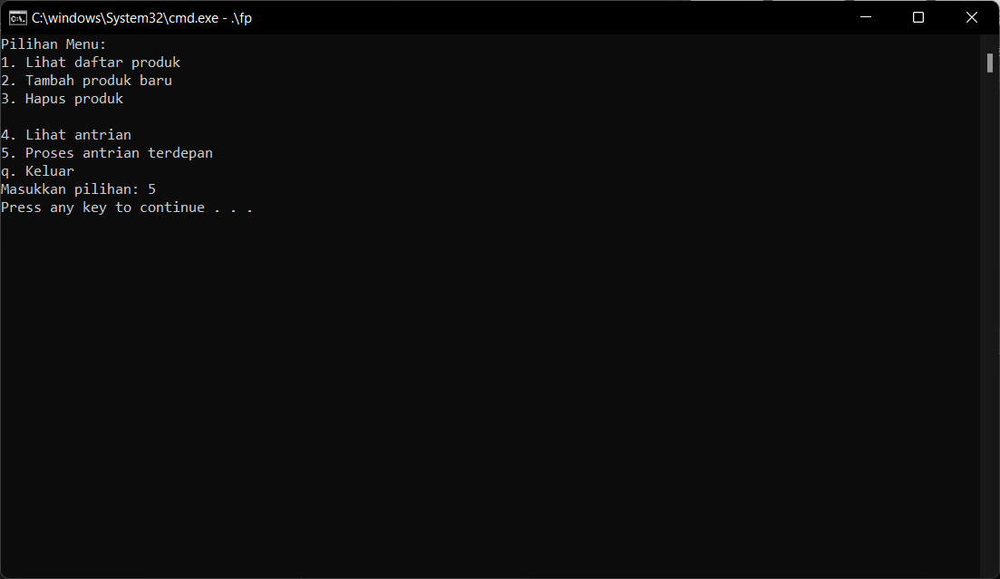 C:\windows\System32\cmd.exe - .\fp
Pilihan Menu:
1. Lihat daftar produk
2. Tambah produk baru
3. Hapus produk
4. Lihat antrian
5. Proses antrian terdepan
q. Keluar
Masukkan pilihan: 5
Press any key to continue . . .